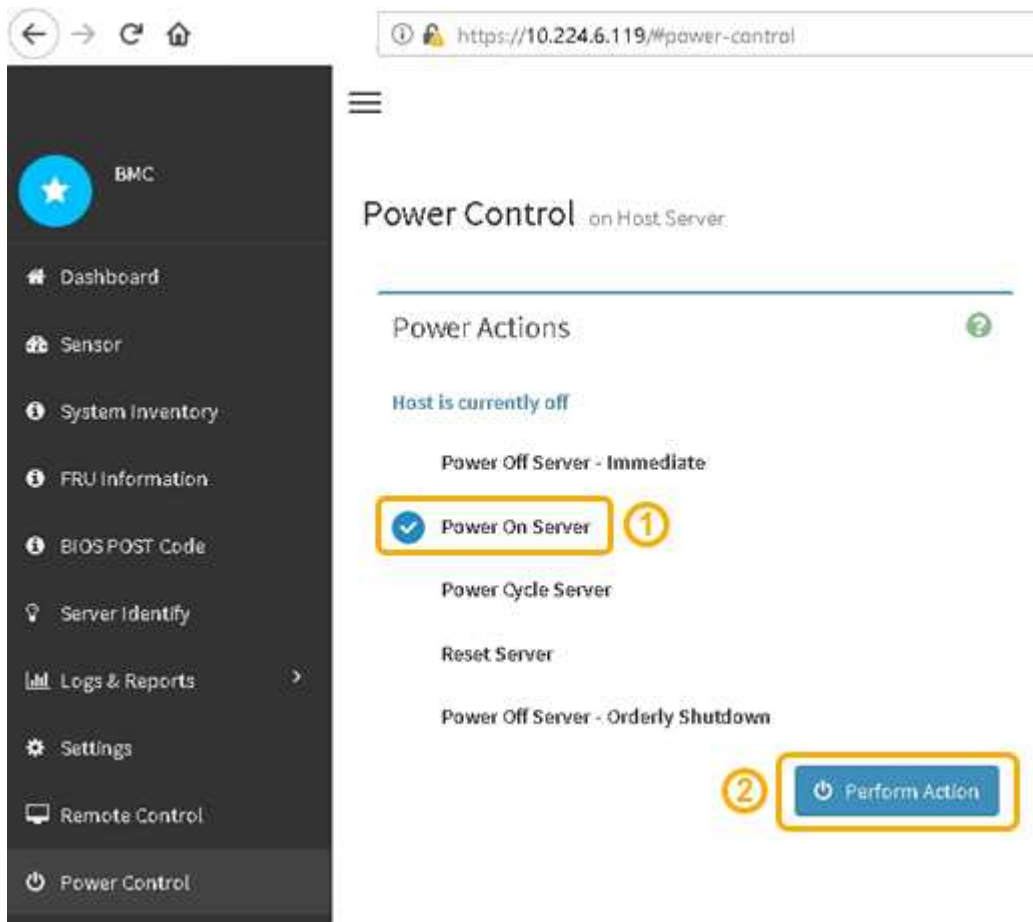 https://10.224.6.119/#power-control
BMC
Power Control on Host Server
Dashboard
Power Actions
Sensor
Host is currently off
System Inventory
Power Off Server - Immediate
FRU Information
Power On Server 1
BIOS POST Code
Power Cycle Server
Server Identify
Reset Server
Logs & Reports
Power Off Server - Orderly Shutdown
Settings
2 Perform Action
Remote Control
Power Control